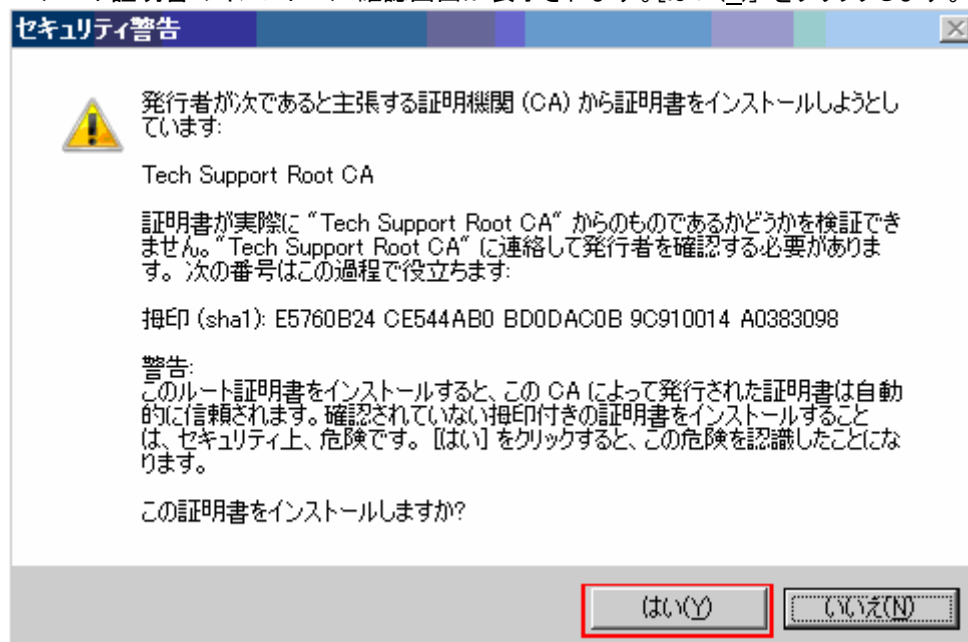 セキュリティ警告
発行者が次であると主張する証明機関 (CA) から証明書をインストールしようとし
ています:
Tech Support Root CA
証明書が実際に "Tech Support Root CA" からのものであるかどうかを検証でき
ません。"Tech Support Root CA" に連絡して発行者を確認する必要がありま
す。次の番号はこの過程で役立ちます:
拇印 (sha1): E5760B24 CE544AB0 BD0DAC0B 9C910014 A0383098
警告:
このルート証明書をインストールすると、この CA によって発行された証明書は自動
的に信頼されます。確認されていない拇印付きの証明書をインストールすること
は、セキュリティ上、危険です。[はい] をクリックすると、この危険を認識したことにな
ります。
この証明書をインストールしますか?
はい(Y)
いいえ(N)